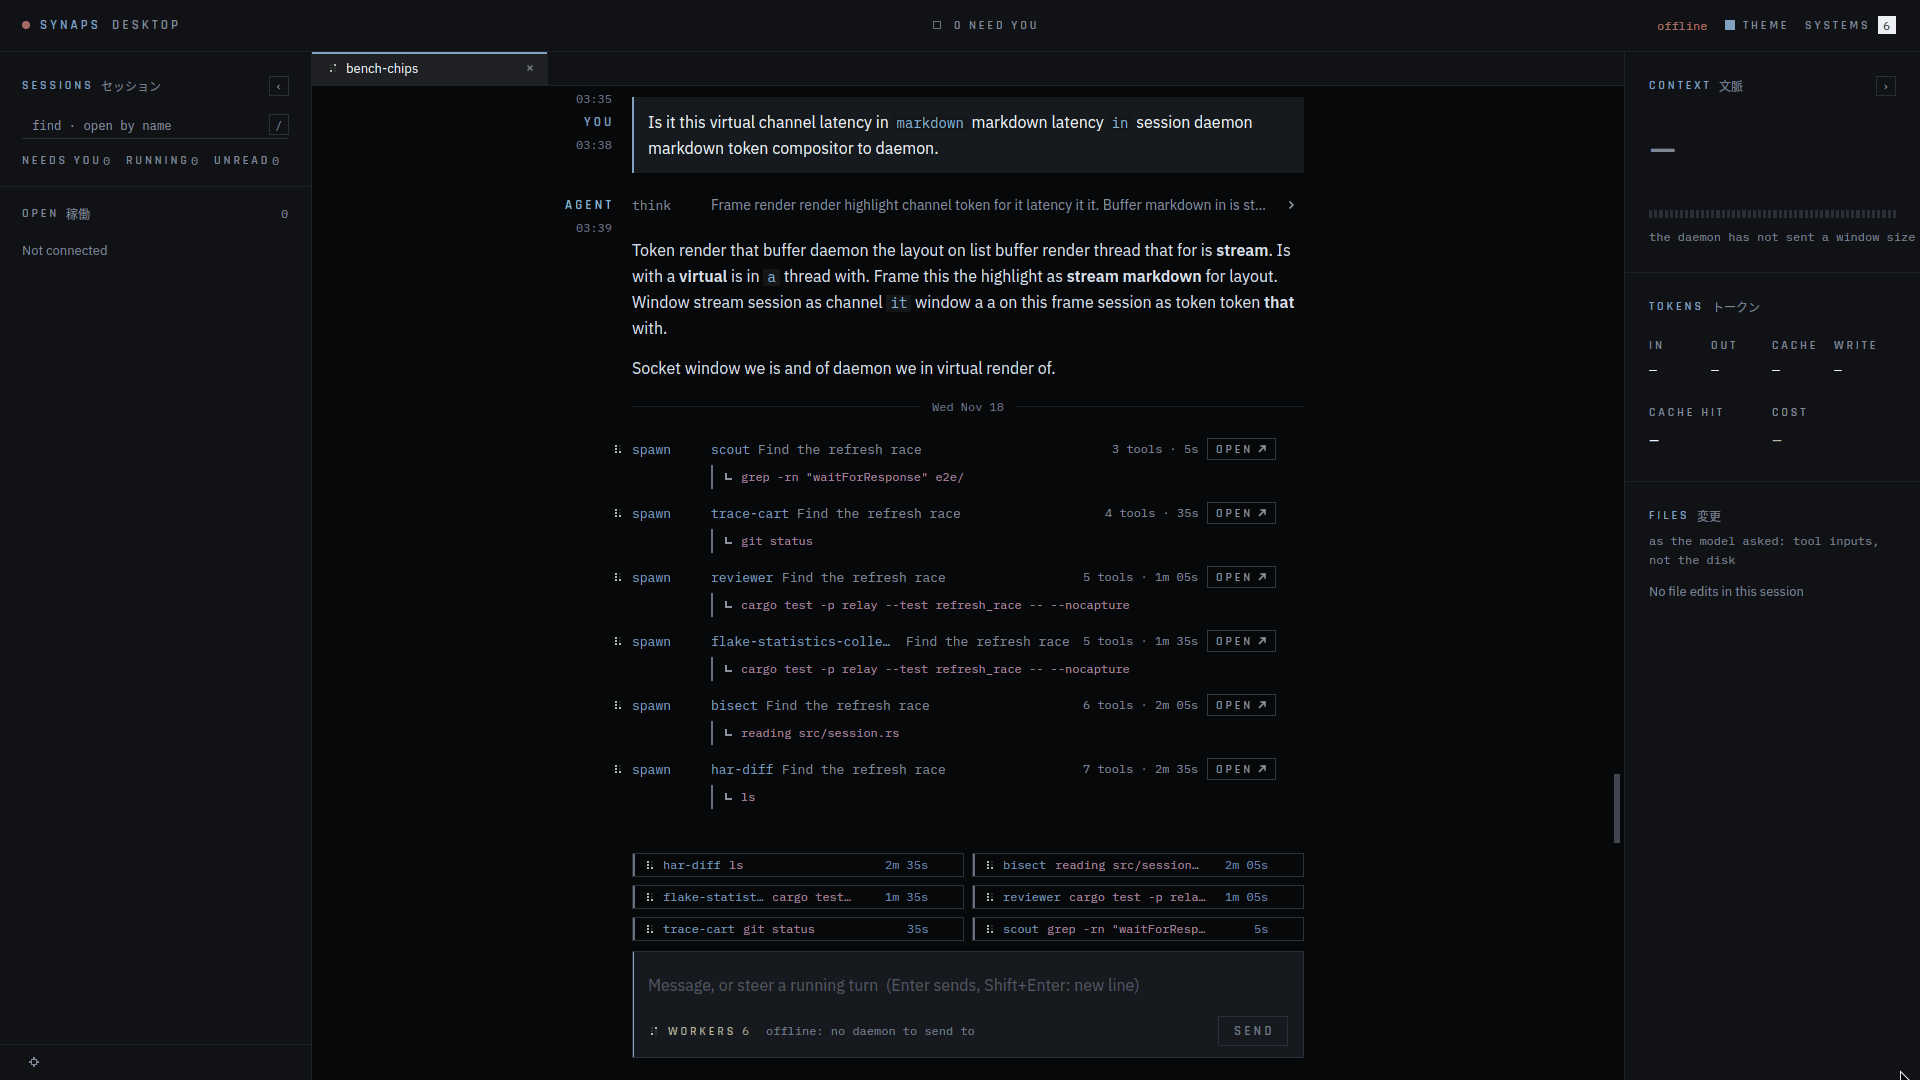 SYNAPS DESKTOP
0 NEED YOU
offline THEME SYSTEMS 6
SESSIONS セッション ‹
find · open by name /
NEEDS YOU 0 RUNNING 0 UNREAD 0
OPEN 稼働 0
Not connected
bench-chips ×
03:35
YOU
03:38
Is it this virtual channel latency in markdown markdown latency in session daemon
markdown token compositor to daemon.
AGENT
03:39
think Frame render render highlight channel token for it latency it it. Buffer markdown in is st… ›
Token render that buffer daemon the layout on list buffer render thread that for is stream. Is
with a virtual is in a thread with. Frame this the highlight as stream markdown for layout.
Window stream session as channel it window a a on this frame session as token token that
with.
Socket window we is and of daemon we in virtual render of.
Wed Nov 18
spawn scout Find the refresh race 3 tools · 5s OPEN ↗
grep -rn "waitForResponse" e2e/
spawn trace-cart Find the refresh race 4 tools · 35s OPEN ↗
git status
spawn reviewer Find the refresh race 5 tools · 1m 05s OPEN ↗
cargo test -p relay --test refresh_race -- --nocapture
spawn flake-statistics-colle… Find the refresh race 5 tools · 1m 35s OPEN ↗
cargo test -p relay --test refresh_race -- --nocapture
spawn bisect Find the refresh race 6 tools · 2m 05s OPEN ↗
reading src/session.rs
spawn har-diff Find the refresh race 7 tools · 2m 35s OPEN ↗
ls
har-diff ls 2m 35s
bisect reading src/session… 2m 05s
flake-statist… cargo test… 1m 35s
reviewer cargo test -p rela… 1m 05s
trace-cart git status 35s
scout grep -rn "waitForResp… 5s
Message, or steer a running turn (Enter sends, Shift+Enter: new line)
WORKERS 6 offline: no daemon to send to SEND
CONTEXT 文脈 ›
—
the daemon has not sent a window size
TOKENS トークン
IN OUT CACHE WRITE
– – – –
CACHE HIT COST
– –
FILES 変更
as the model asked: tool inputs,
not the disk
No file edits in this session